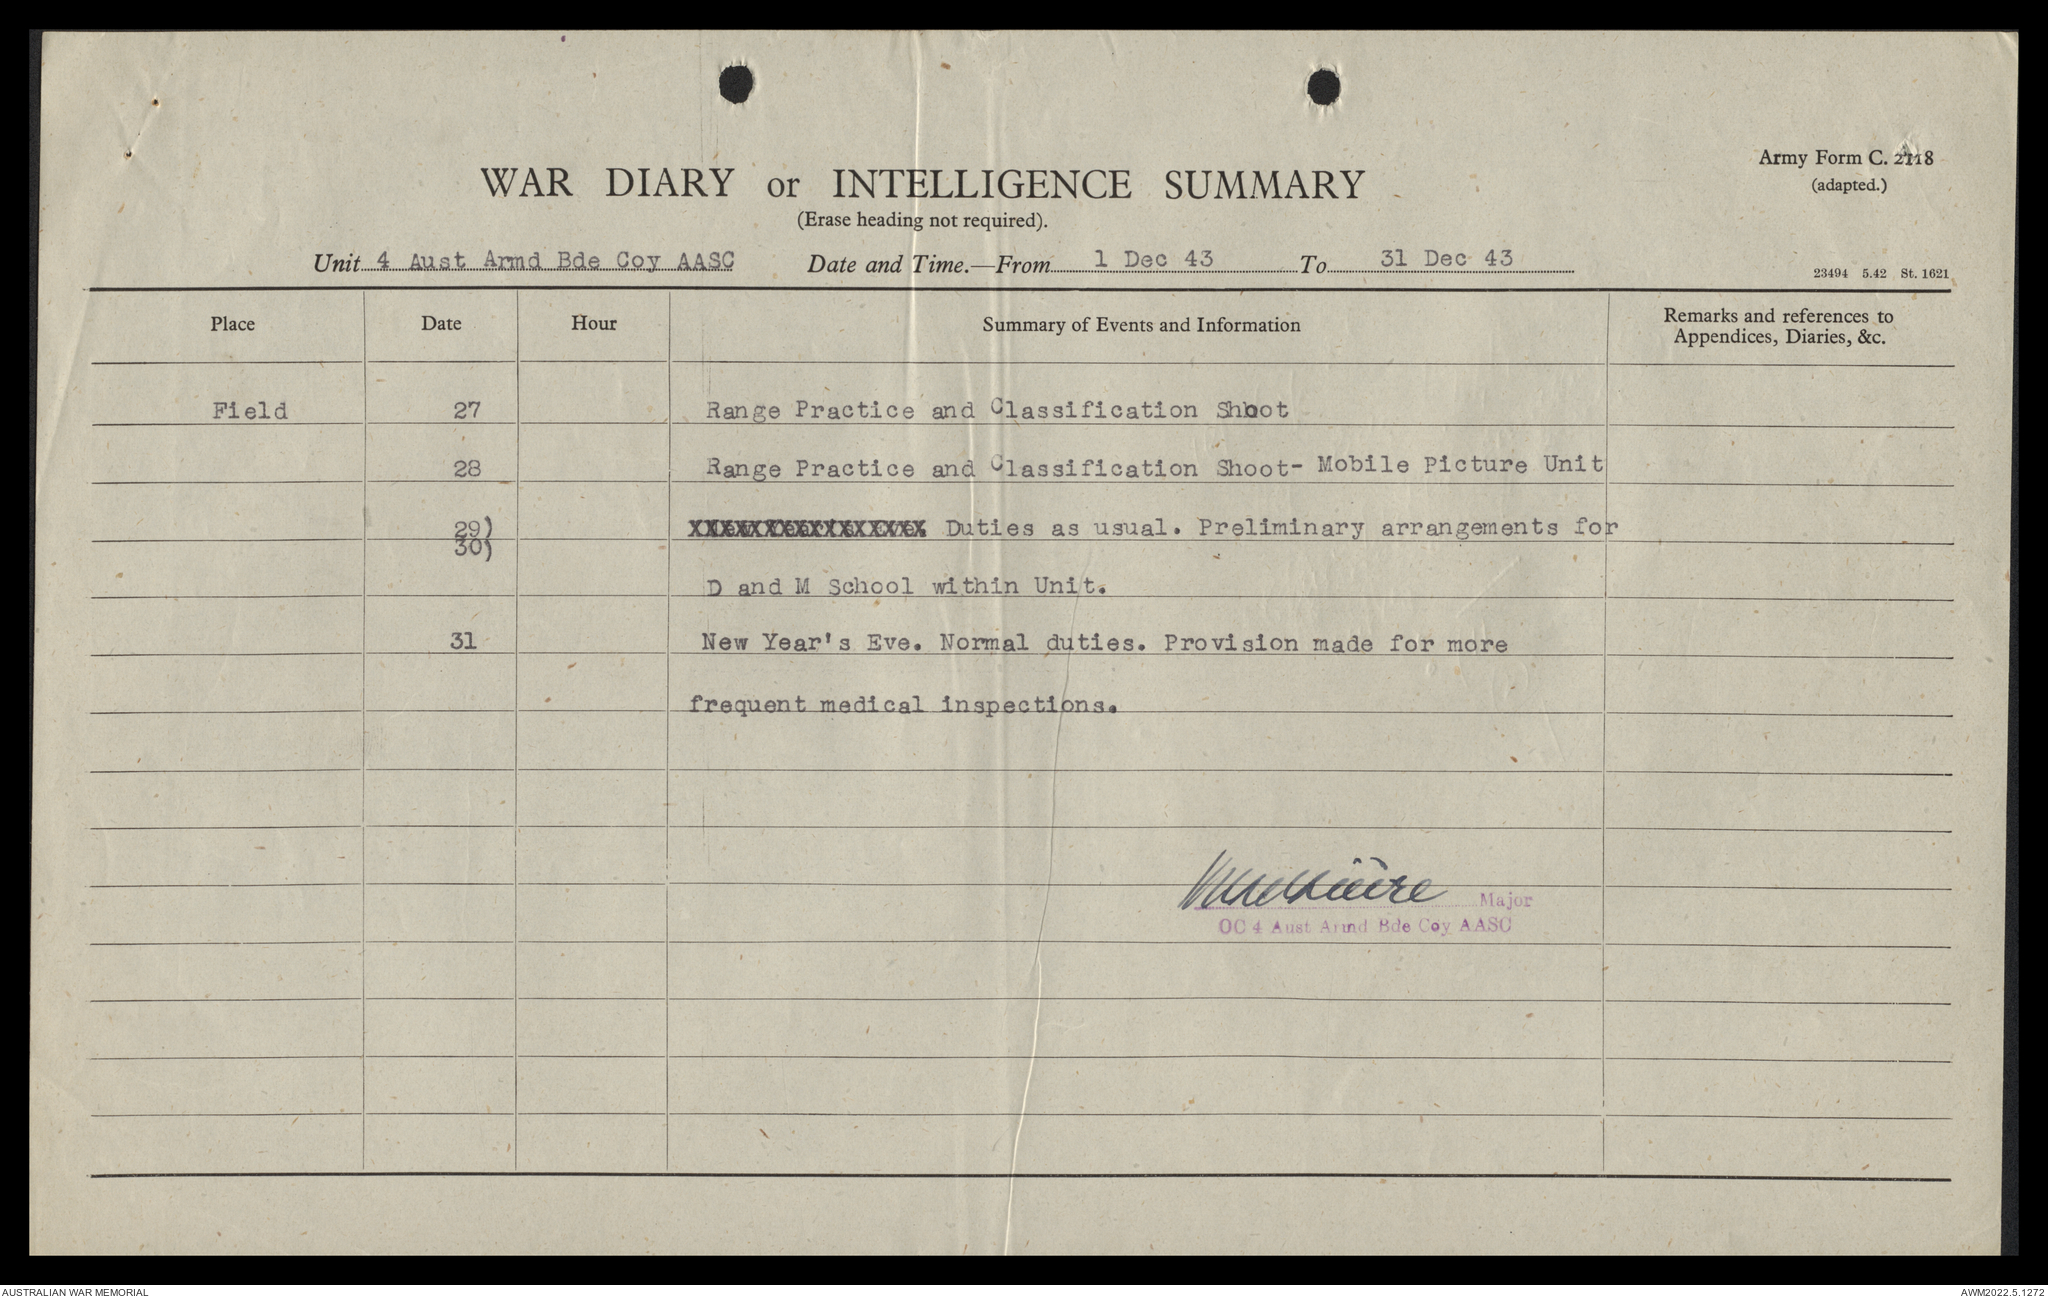 Army Form C. 2118
(adapted.)
WAR DIARY or INTELLIGENCE SUMMARY
(Erase heading not required).
Unit 4 Aust Armd Bde Coy AASC Date and Time.—From 1 Dec 43 To 31 Dec 43
23494 5.42 St. 1621
Place Date Hour Summary of Events and Information Remarks and references to
Appendices, Diaries, &c.
Field 27 Range Practice and Classification Shoot
28 Range Practice and Classification Shoot- Mobile Picture Unit
29) Duties as usual. Preliminary arrangements for
30)
D and M School within Unit.
31 New Year's Eve. Normal duties. Provision made for more
frequent medical inspections.
Major
OC 4 Aust Armd Bde Coy AASC
AUSTRALIAN WAR MEMORIAL AWM2022.5.1272